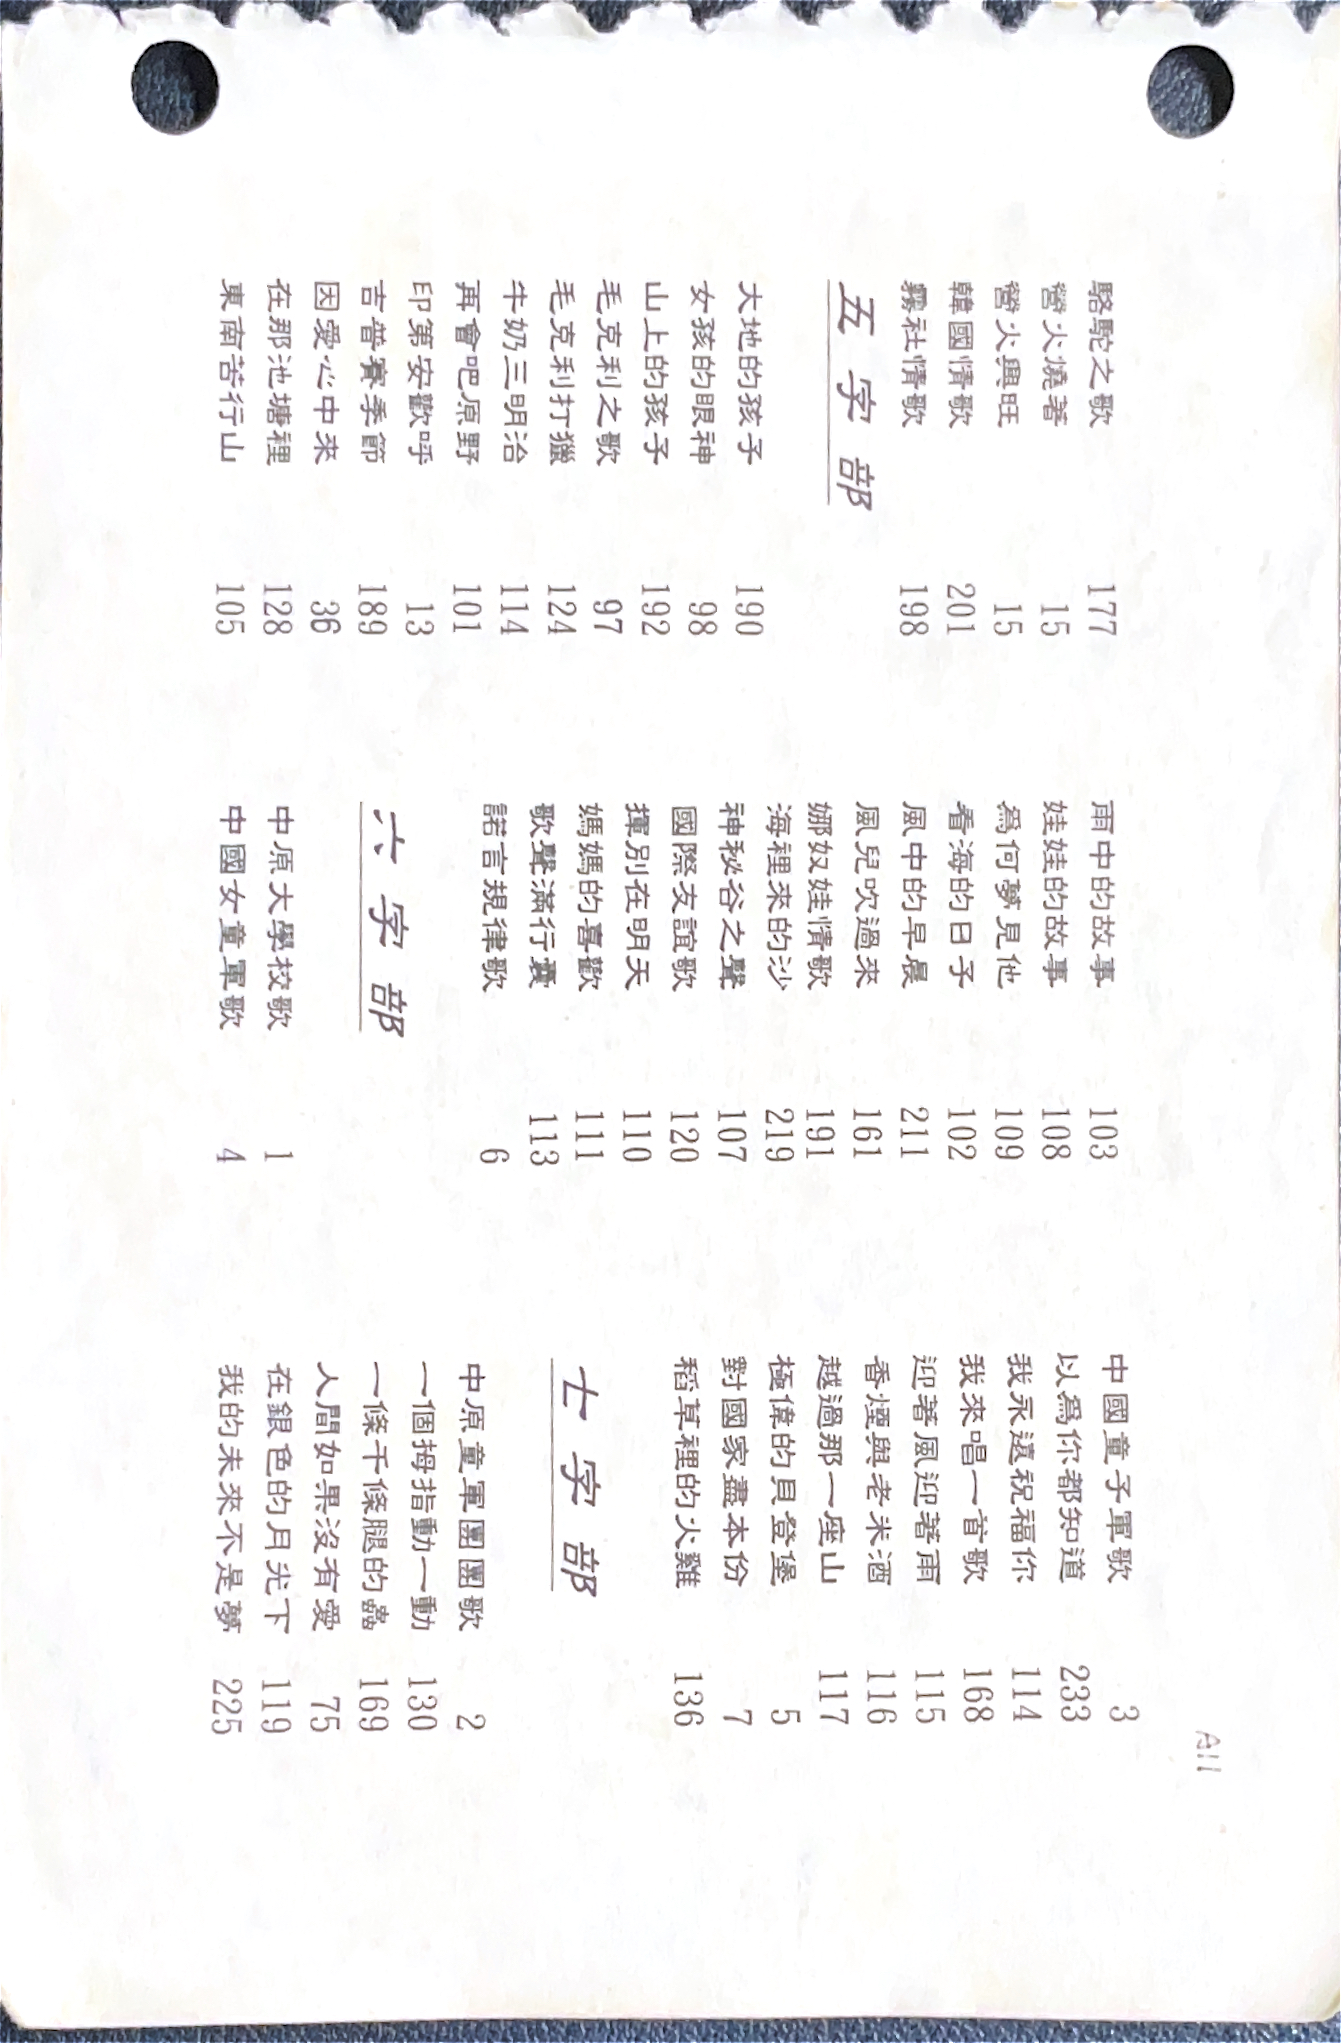 A11
駱駝之歌 177
營火燒著 15
營火興旺 15
韓國情歌 201
霧社情歌 198
五字部
大地的孩子 190
女孩的眼神 98
山上的孩子 192
毛克利之歌 97
毛克利打獵 124
牛奶三明治 114
再會吧原野 101
印第安歡呼 13
吉普賽季節 189
因愛心中來 36
在那池塘裡 128
東南苦行山 105
雨中的故事 103
娃娃的故事 108
爲何夢見他 109
看海的日子 102
風中的早晨 211
風兒吹過來 161
娜奴娃情歌 191
海裡來的沙 219
神秘谷之聲 107
國際友誼歌 120
揮別在明天 110
媽媽的喜歡 111
歌聲滿行囊 113
諾言規律歌 6
六字部
中原大學校歌 1
中國女童軍歌 4
中國童子軍歌 3
以爲你都知道 233
我永遠祝福你 114
我來唱一首歌 168
迎著風迎著雨 115
香煙與老米酒 116
越過那一座山 117
極偉的貝登堡 5
對國家盡本份 7
稻草裡的火雞 136
七字部
中原童軍團團歌 2
一個拇指動一動 130
一條千條腿的蟲 169
人間如果沒有愛 75
在銀色的月光下 119
我的未來不是夢 225